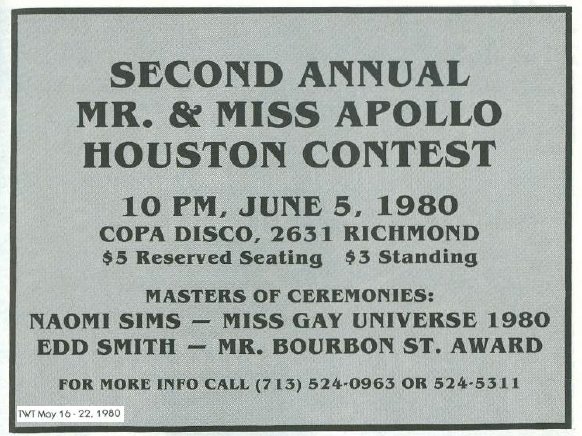 SECOND ANNUAL
MR. & MISS APOLLO
HOUSTON CONTEST
10 PM, JUNE 5, 1980
COPA DISCO, 2631 RICHMOND
$5 Reserved Seating $3 Standing
MASTERS OF CEREMONIES:
NAOMI SIMS — MISS GAY UNIVERSE 1980
EDD SMITH — MR. BOURBON ST. AWARD
FOR MORE INFO CALL (713) 524-0963 OR 524-5311
TWT May 16 - 22, 1980